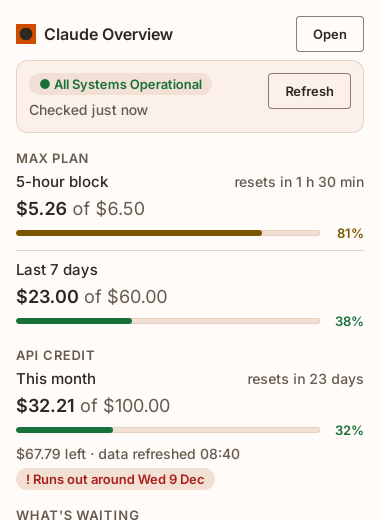 Claude Overview
Open
All Systems Operational
Checked just now
Refresh
MAX PLAN
5-hour block
resets in 1 h 30 min
$5.26 of $6.50
81%
Last 7 days
$23.00 of $60.00
38%
API CREDIT
This month
resets in 23 days
$32.21 of $100.00
32%
$67.79 left · data refreshed 08:40
! Runs out around Wed 9 Dec
WHAT'S WAITING